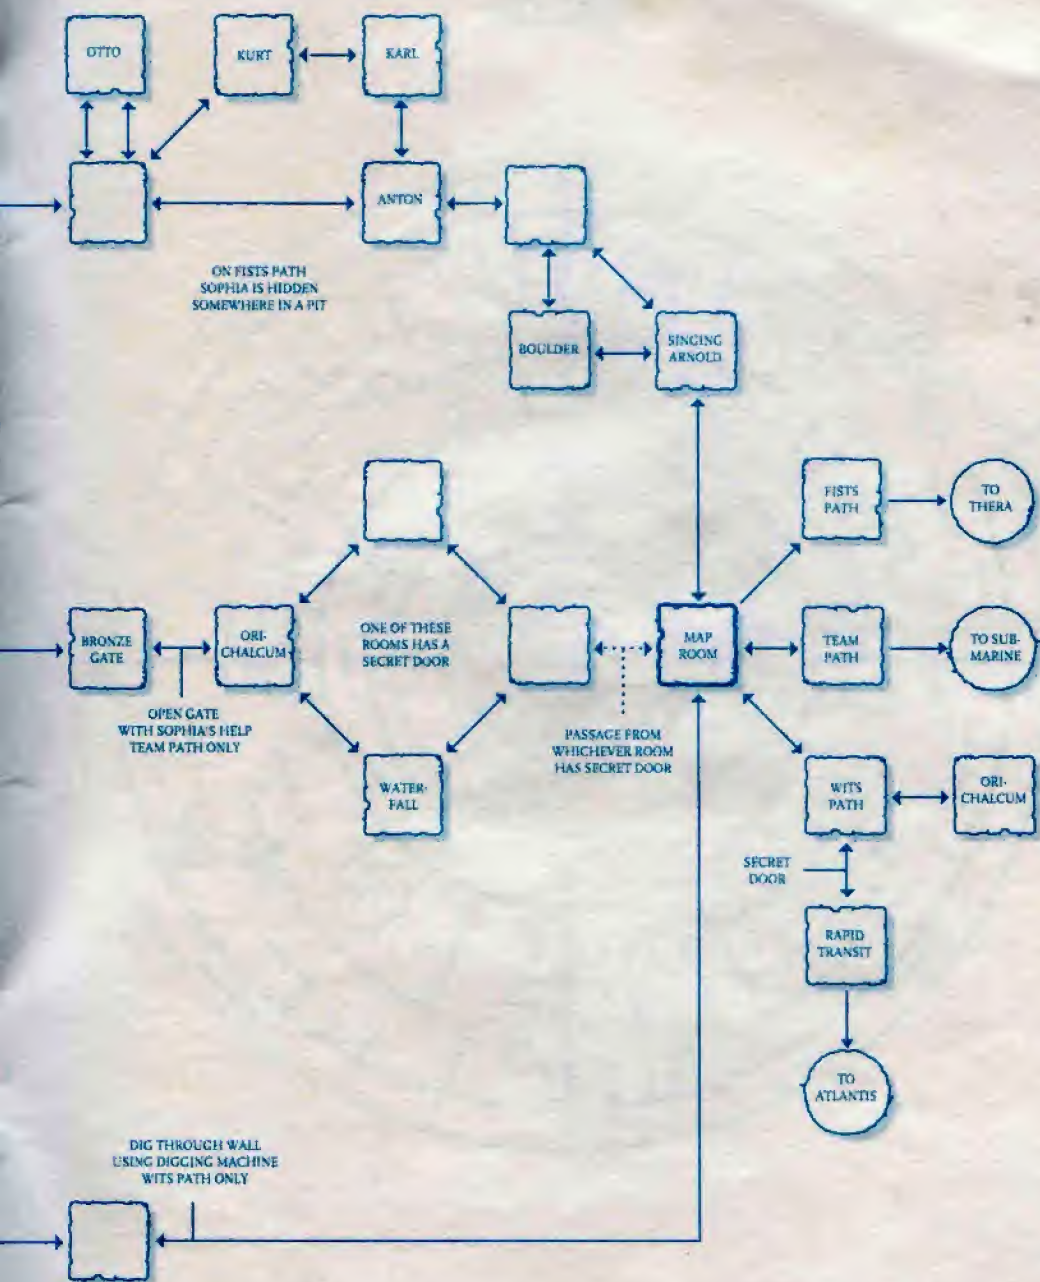 OTTO
KURT
KARL
ANTON
ON FISTS PATH
SOPHIA IS HIDDEN
SOMEWHERE IN A PIT
BOULDER
SINGING
ARNOLD
FISTS
PATH
TO
THERA
BRONZE
GATE
ORI-
CHALCUM
ONE OF THESE
ROOMS HAS A
SECRET DOOR
MAP
ROOM
TEAM
PATH
TO SUB-
MARINE
OPEN GATE
WITH SOPHIA'S HELP
TEAM PATH ONLY
PASSAGE FROM
WHICHEVER ROOM
HAS SECRET DOOR
WATER-
FALL
WITS
PATH
ORI-
CHALCUM
SECRET
DOOR
RAPID
TRANSIT
TO
ATLANTIS
DIG THROUGH WALL
USING DIGGING MACHINE
WITS PATH ONLY